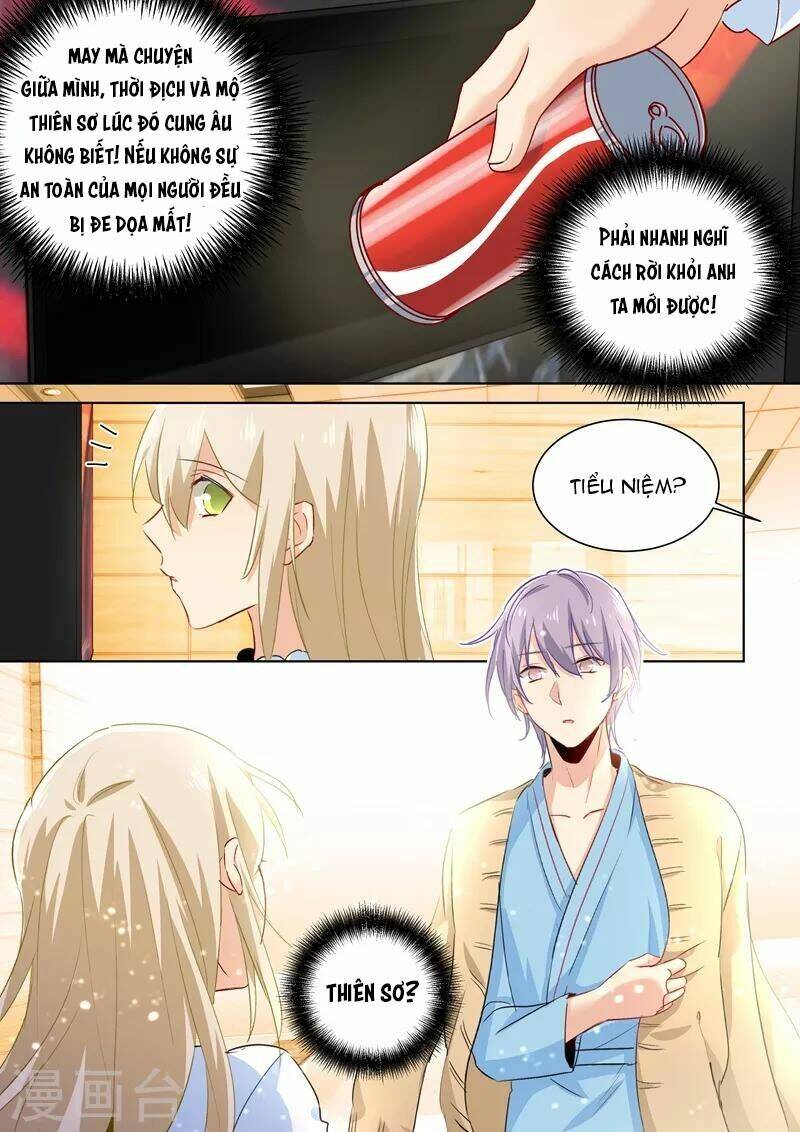 MAY MÀ CHUYỆN
GIỮA MÌNH, THỜI ĐỊCH VÀ MỘ
THIÊN SƠ LÚC ĐÓ CUNG ÂU
KHÔNG BIẾT! NẾU KHÔNG SỰ
AN TOÀN CỦA MỌI NGƯỜI ĐỀU
BỊ ĐE DỌA MẤT!
PHẢI NHANH NGHĨ
CÁCH RỜI KHỎI ANH
TA MỚI ĐƯỢC!
TIỂU NIỆM?
THIÊN SƠ?
漫画台